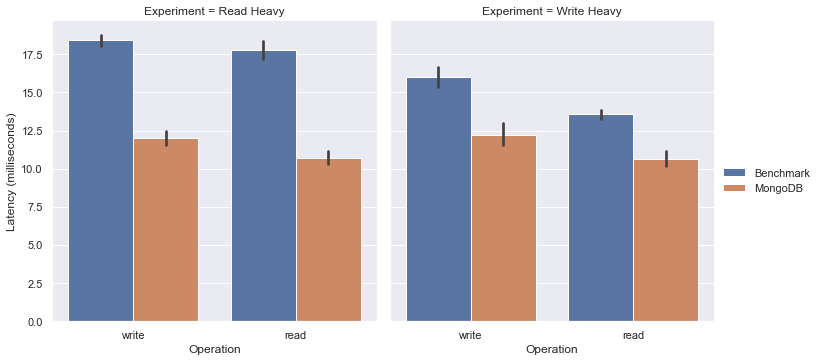 Experiment = Read Heavy
Experiment = Write Heavy
Latency (milliseconds)
17.5
15.0
12.5
10.0
7.5
5.0
2.5
0.0
write
read
write
read
Operation
Operation
Benchmark
MongoDB